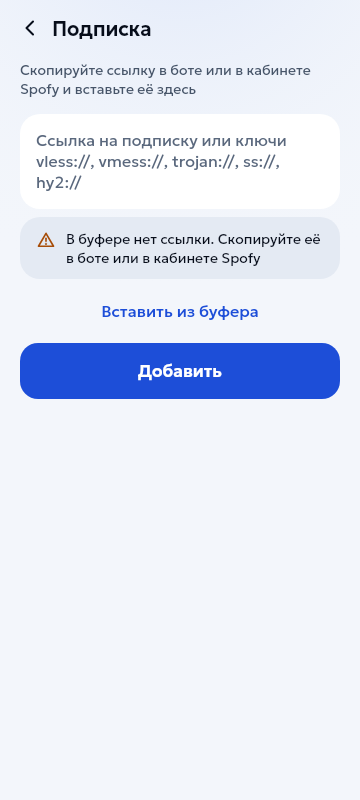 Подписка
Скопируйте ссылку в боте или в кабинете
Spofy и вставьте её здесь
Ссылка на подписку или ключи
vless://, vmess://, trojan://, ss://,
hy2://
В буфере нет ссылки. Скопируйте её
в боте или в кабинете Spofy
Вставить из буфера
Добавить